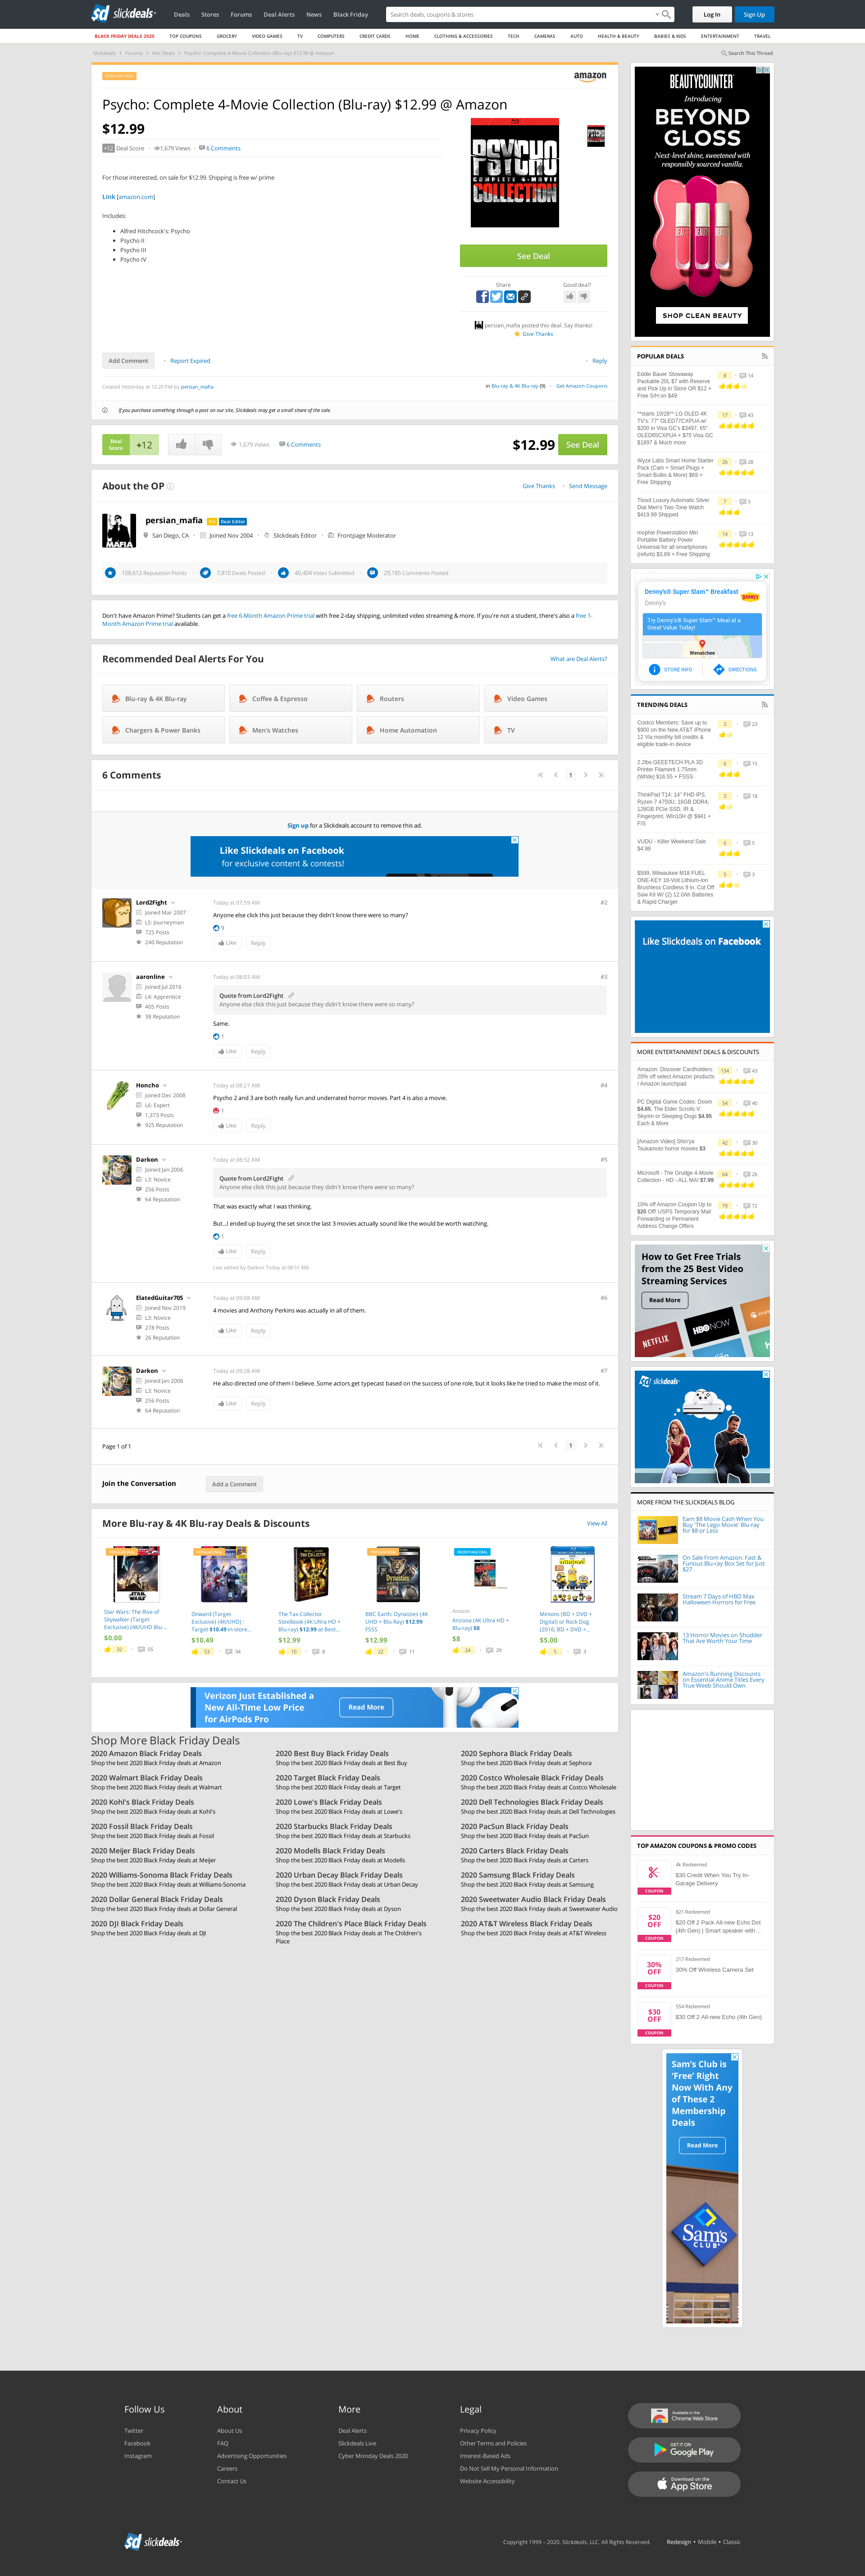 slickdeals
Deals
Stores
Forums
Deal Alerts
News
Black Friday
Search deals, coupons & stores
Log In
Sign Up
BLACK FRIDAY DEALS 2020
TOP COUPONS
GROCERY
VIDEO GAMES
TV
COMPUTERS
CREDIT CARDS
HOME
CLOTHING & ACCESSORIES
TECH
CAMERAS
AUTO
HEALTH & BEAUTY
BABIES & KIDS
ENTERTAINMENT
TRAVEL
Slickdeals
Forums
Hot Deals
Psycho: Complete 4-Movie Collection (Blu-ray) $12.99 @ Amazon
Search This Thread
POPULAR DEAL
amazon
Psycho: Complete 4-Movie Collection (Blu-ray) $12.99 @ Amazon
$12.99
+12 Deal Score
1,679 Views
6 Comments
For those interested, on sale for $12.99. Shipping is free w/ prime
Link [amazon.com]
Includes:
Alfred Hitchcock's: Psycho
Psycho II
Psycho III
Psycho IV
PSYCHO
COMPLETE 4-MOVIE
COLLECTION
See Deal
Share
Good deal?
persian_mafia posted this deal. Say thanks!
Give Thanks
Add Comment
Report Expired
Reply
Created Yesterday at 12:20 PM by persian_mafia
in Blu-ray & 4K Blu-ray (9)
Get Amazon Coupons
If you purchase something through a post on our site, Slickdeals may get a small share of the sale.
Deal Score
+12
1,679 Views
6 Comments
$12.99
See Deal
About the OP
Give Thanks
Send Message
MAFIA
persian_mafia
Pro
Deal Editor
San Diego, CA
Joined Nov 2004
Slickdeals Editor
Frontpage Moderator
108,612 Reputation Points
7,810 Deals Posted
40,404 Votes Submitted
29,185 Comments Posted
Don't have Amazon Prime? Students can get a free 6-Month Amazon Prime trial with free 2-day shipping, unlimited video streaming & more. If you're not a student, there's also a free 1-
Month Amazon Prime trial available.
Recommended Deal Alerts For You
What are Deal Alerts?
Blu-ray & 4K Blu-ray
Coffee & Espresso
Routers
Video Games
Chargers & Power Banks
Men's Watches
Home Automation
TV
6 Comments
1
Sign up for a Slickdeals account to remove this ad.
Like Slickdeals on Facebook
for exclusive content & contests!
Lord2Fight
Joined Mar 2007
L5: Journeyman
725 Posts
240 Reputation
Today at 07:59 AM
#2
Anyone else click this just because they didn't know there were so many?
9
Like
Reply
aaronline
Joined Jul 2016
L4: Apprentice
405 Posts
38 Reputation
Today at 08:03 AM
#3
Quote from Lord2Fight
Anyone else click this just because they didn't know there were so many?
Same.
1
Like
Reply
Honcho
Joined Dec 2008
L6: Expert
1,373 Posts
925 Reputation
Today at 08:27 AM
#4
Psycho 2 and 3 are both really fun and underrated horror movies. Part 4 is also a movie.
1
Like
Reply
Darkon
Joined Jan 2006
L3: Novice
256 Posts
64 Reputation
Today at 08:32 AM
#5
Quote from Lord2Fight
Anyone else click this just because they didn't know there were so many?
That was exactly what I was thinking.
But...I ended up buying the set since the last 3 movies actually sound like the would be worth watching.
1
Like
Reply
Last edited by Darkon Today at 08:51 AM.
ElatedGuitar705
Joined Nov 2019
L3: Novice
278 Posts
26 Reputation
Today at 09:08 AM
#6
4 movies and Anthony Perkins was actually in all of them.
Like
Reply
Darkon
Joined Jan 2006
L3: Novice
256 Posts
64 Reputation
Today at 09:28 AM
#7
He also directed one of them I believe. Some actors get typecast based on the success of one role, but it looks like he tried to make the most of it.
Like
Reply
Page 1 of 1
1
Join the Conversation
Add a Comment
More Blu-ray & 4K Blu-ray Deals & Discounts
View All
Star Wars: The Rise of
Skywalker (Target
Exclusive) (4K/UHD Blu-...
$0.00
32
55
Onward (Target
Exclusive) (4K/UHD) :
Target $10.49 In-store...
$10.49
53
34
The Tax Collector
Steelbook (4K Ultra HD +
Blu-ray) $12.99 at Best...
$12.99
10
8
BBC Earth: Dynasties (4K
UHD + Blu-Ray) $12.99
FSSS
$12.99
22
11
FRONTPAGE DEAL
Amazon
Arizona (4K Ultra HD +
Blu-ray) $8
$8
24
29
Minions (BD + DVD +
Digital) or Rock Dog
(2016, BD + DVD +...
$5.00
5
3
Verizon Just Established a
New All-Time Low Price
for AirPods Pro
Read More
Shop More Black Friday Deals
2020 Amazon Black Friday Deals
Shop the best 2020 Black Friday deals at Amazon
2020 Best Buy Black Friday Deals
Shop the best 2020 Black Friday deals at Best Buy
2020 Sephora Black Friday Deals
Shop the best 2020 Black Friday deals at Sephora
2020 Walmart Black Friday Deals
Shop the best 2020 Black Friday deals at Walmart
2020 Target Black Friday Deals
Shop the best 2020 Black Friday deals at Target
2020 Costco Wholesale Black Friday Deals
Shop the best 2020 Black Friday deals at Costco Wholesale
2020 Kohl's Black Friday Deals
Shop the best 2020 Black Friday deals at Kohl's
2020 Lowe's Black Friday Deals
Shop the best 2020 Black Friday deals at Lowe's
2020 Dell Technologies Black Friday Deals
Shop the best 2020 Black Friday deals at Dell Technologies
2020 Fossil Black Friday Deals
Shop the best 2020 Black Friday deals at Fossil
2020 Starbucks Black Friday Deals
Shop the best 2020 Black Friday deals at Starbucks
2020 PacSun Black Friday Deals
Shop the best 2020 Black Friday deals at PacSun
2020 Meijer Black Friday Deals
Shop the best 2020 Black Friday deals at Meijer
2020 Modells Black Friday Deals
Shop the best 2020 Black Friday deals at Modells
2020 Carters Black Friday Deals
Shop the best 2020 Black Friday deals at Carters
2020 Williams-Sonoma Black Friday Deals
Shop the best 2020 Black Friday deals at Williams-Sonoma
2020 Urban Decay Black Friday Deals
Shop the best 2020 Black Friday deals at Urban Decay
2020 Samsung Black Friday Deals
Shop the best 2020 Black Friday deals at Samsung
2020 Dollar General Black Friday Deals
Shop the best 2020 Black Friday deals at Dollar General
2020 Dyson Black Friday Deals
Shop the best 2020 Black Friday deals at Dyson
2020 Sweetwater Audio Black Friday Deals
Shop the best 2020 Black Friday deals at Sweetwater Audio
2020 DJI Black Friday Deals
Shop the best 2020 Black Friday deals at DJI
2020 The Children's Place Black Friday Deals
Shop the best 2020 Black Friday deals at The Children's
Place
2020 AT&T Wireless Black Friday Deals
Shop the best 2020 Black Friday deals at AT&T Wireless
BEAUTYCOUNTER
Introducing
BEYOND
GLOSS
Next-level shine, sweetened
with responsibly sourced vanilla
SHOP CLEAN BEAUTY
POPULAR DEALS
Eddie Bauer Stowaway
Packable 20L $7 with Reserve
and Pick Up in Store OR $12 +
Free S/H on $49
8
14
**starts 10/28** LG OLED 4K
TV's: 77" OLED77CXPUA w/
$200 in Visa GC's $3497, 65"
OLED65CXPUA + $75 Visa GC
$1897 & Much more
17
43
Wyze Labs Smart Home Starter
Pack (Cam + Smart Plugs +
Smart Bulbs & More) $69 +
Free Shipping
26
28
Tissot Luxury Automatic Silver
Dial Men's Two-Tone Watch
$419.99 Shipped
7
5
mophie Powerstation Mini
Portable Battery Power
Universal for all smartphones
(refurb) $3.89 + Free Shipping
14
13
Denny's® Super Slam™ Breakfast
Denny's
Try Denny's® Super Slam™ Meal at a
Great Value Today!
Wenatchee
STORE INFO
DIRECTIONS
TRENDING DEALS
Costco Members: Save up to
$900 on the New AT&T iPhone
12 Via monthly bill credits &
eligible trade-in device
3
23
2.2lbs GEEETECH PLA 3D
Printer Filament 1.75mm
(White) $16.55 + FSSS
6
15
ThinkPad T14: 14" FHD IPS,
Ryzen 7 4750U, 16GB DDR4,
128GB PCIe SSD, IR &
Fingerprint, Win10H @ $941 +
F/S
3
18
VUDU - Killer Weekend Sale
$4.99
6
5
$599, Milwaukee M18 FUEL
ONE-KEY 18-Volt Lithium-Ion
Brushless Cordless 9 in. Cut Off
Saw Kit W/ (2) 12.0Ah Batteries
& Rapid Charger
5
3
Like Slickdeals on Facebook
MORE ENTERTAINMENT DEALS & DISCOUNTS
Amazon: Discover Cardholders:
20% off select Amazon products
/ Amazon launchpad
154
43
PC Digital Game Codes: Doom
$4.65, The Elder Scrolls V:
Skyrim or Sleeping Dogs $4.95
Each & More
54
40
[Amazon Video] Shin'ya
Tsukamoto horror movies $3
42
30
Microsoft - The Grudge 4-Movie
Collection - HD - ALL MA! $7.99
64
26
10% off Amazon Coupon Up to
$20 Off! USPS Temporary Mail
Forwarding or Permanent
Address Change Offers
79
72
How to Get Free Trials
from the 25 Best Video
Streaming Services
Read More
NETFLIX
HBO NOW
slickdeals
MORE FROM THE SLICKDEALS BLOG
Earn $8 Movie Cash When You
Buy 'The Lego Movie' Blu-ray
for $8 or Less
On Sale From Amazon: Fast &
Furious Blu-ray Box Set for Just
$27
Stream 7 Days of HBO Max
Halloween Horrors for Free
13 Horror Movies on Shudder
That Are Worth Your Time
Amazon's Running Discounts
on Essential Anime Titles Every
True Weeb Should Own
TOP AMAZON COUPONS & PROMO CODES
4k Redeemed
$30 Credit When You Try In-
Garage Delivery
COUPON
$20
OFF
821 Redeemed
$20 Off 2 Pack All-new Echo Dot
(4th Gen) | Smart speaker with...
COUPON
30%
OFF
217 Redeemed
30% Off Wireless Camera Set
COUPON
$30
OFF
554 Redeemed
$30 Off 2 All-new Echo (4th Gen)
COUPON
Sam's Club is
'Free' Right
Now With Any
of These 2
Membership
Deals
Read More
Sam's
CLUB
Follow Us
Twitter
Facebook
Instagram
About
About Us
FAQ
Advertising Opportunities
Careers
Contact Us
More
Deal Alerts
Slickdeals Live
Cyber Monday Deals 2020
Legal
Privacy Policy
Other Terms and Policies
Interest-Based Ads
Do Not Sell My Personal Information
Website Accessibility
Available in the
Chrome Web Store
GET IT ON
Google Play
Download on the
App Store
slickdeals
Copyright 1999 - 2020. Slickdeals, LLC. All Rights Reserved.
Redesign • Mobile • Classic